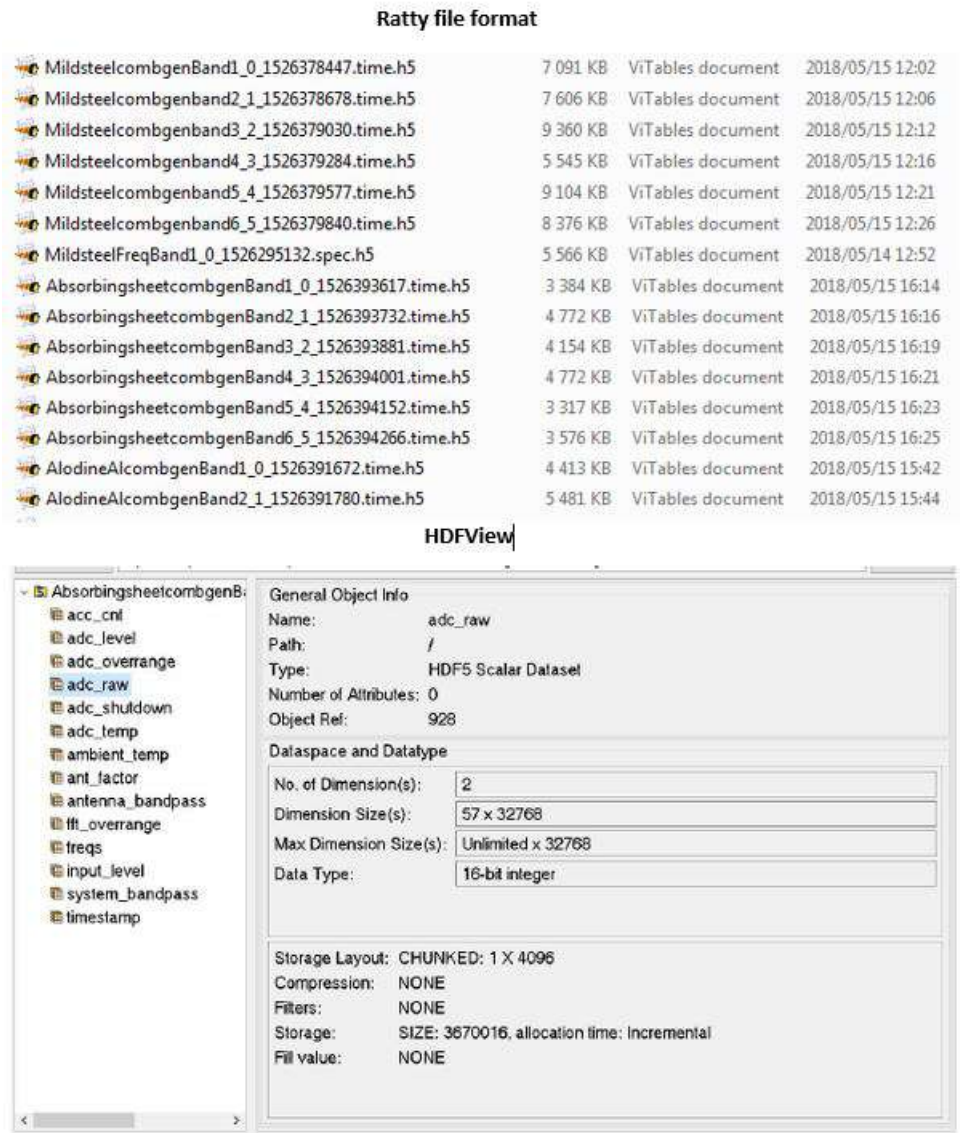 Ratty file format
MildsteelcombgenBand1_0_1526378447.time.h5 7 091 KB ViTables document 2018/05/15 12:02
Mildsteelcombgenband2_1_1526378678.time.h5 7 606 KB ViTables document 2018/05/15 12:06
Mildsteelcombgenband3_2_1526379030.time.h5 9 360 KB ViTables document 2018/05/15 12:12
Mildsteelcombgenband4_3_1526379284.time.h5 5 545 KB ViTables document 2018/05/15 12:16
Mildsteelcombgenband5_4_1526379577.time.h5 9 104 KB ViTables document 2018/05/15 12:21
Mildsteelcombgenband6_5_1526379840.time.h5 8 376 KB ViTables document 2018/05/15 12:26
MildsteelFreqBand1_0_1526295132.spec.h5 5 566 KB ViTables document 2018/05/14 12:52
AbsorbingsheetcombgenBand1_0_1526393617.time.h5 3 384 KB ViTables document 2018/05/15 16:14
AbsorbingsheetcombgenBand2_1_1526393732.time.h5 4 772 KB ViTables document 2018/05/15 16:16
AbsorbingsheetcombgenBand3_2_1526393881.time.h5 4 154 KB ViTables document 2018/05/15 16:19
AbsorbingsheetcombgenBand4_3_1526394001.time.h5 4 772 KB ViTables document 2018/05/15 16:21
AbsorbingsheetcombgenBand5_4_1526394152.time.h5 3 317 KB ViTables document 2018/05/15 16:23
AbsorbingsheetcombgenBand6_5_1526394266.time.h5 3 576 KB ViTables document 2018/05/15 16:25
AlodineAlcombgenBand1_0_1526391672.time.h5 4 413 KB ViTables document 2018/05/15 15:42
AlodineAlcombgenBand2_1_1526391780.time.h5 5 481 KB ViTables document 2018/05/15 15:44
HDFView
AbsorbingsheetcombgenBa
acc_cnt
adc_level
adc_overrange
adc_raw
adc_shutdown
adc_temp
ambient_temp
ant_factor
antenna_bandpass
fft_overrange
freqs
input_level
system_bandpass
timestamp
General Object Info
Name: adc_raw
Path: /
Type: HDF5 Scalar Dataset
Number of Attributes: 0
Object Ref: 928
Dataspace and Datatype
No. of Dimension(s): 2
Dimension Size(s): 57 x 32768
Max Dimension Size(s): Unlimited x 32768
Data Type: 16-bit integer
Storage Layout: CHUNKED: 1 X 4096
Compression: NONE
Filters: NONE
Storage: SIZE: 3670016, allocation time: Incremental
Fill value: NONE